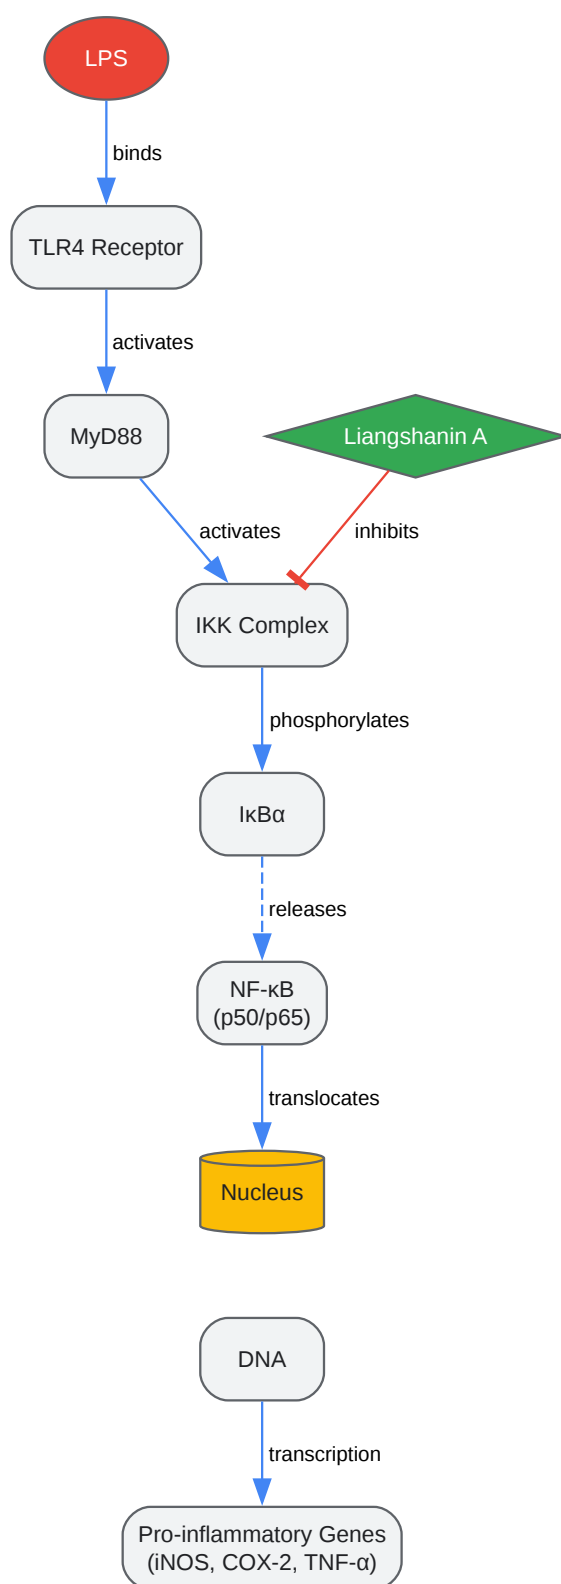 LPS
binds
TLR4 Receptor
activates
MyD88
Liangshanin A
activates
inhibits
IKK Complex
phosphorylates
IκBα
releases
NF-κB
(p50/p65)
translocates
Nucleus
DNA
transcription
Pro-inflammatory Genes
(iNOS, COX-2, TNF-α)